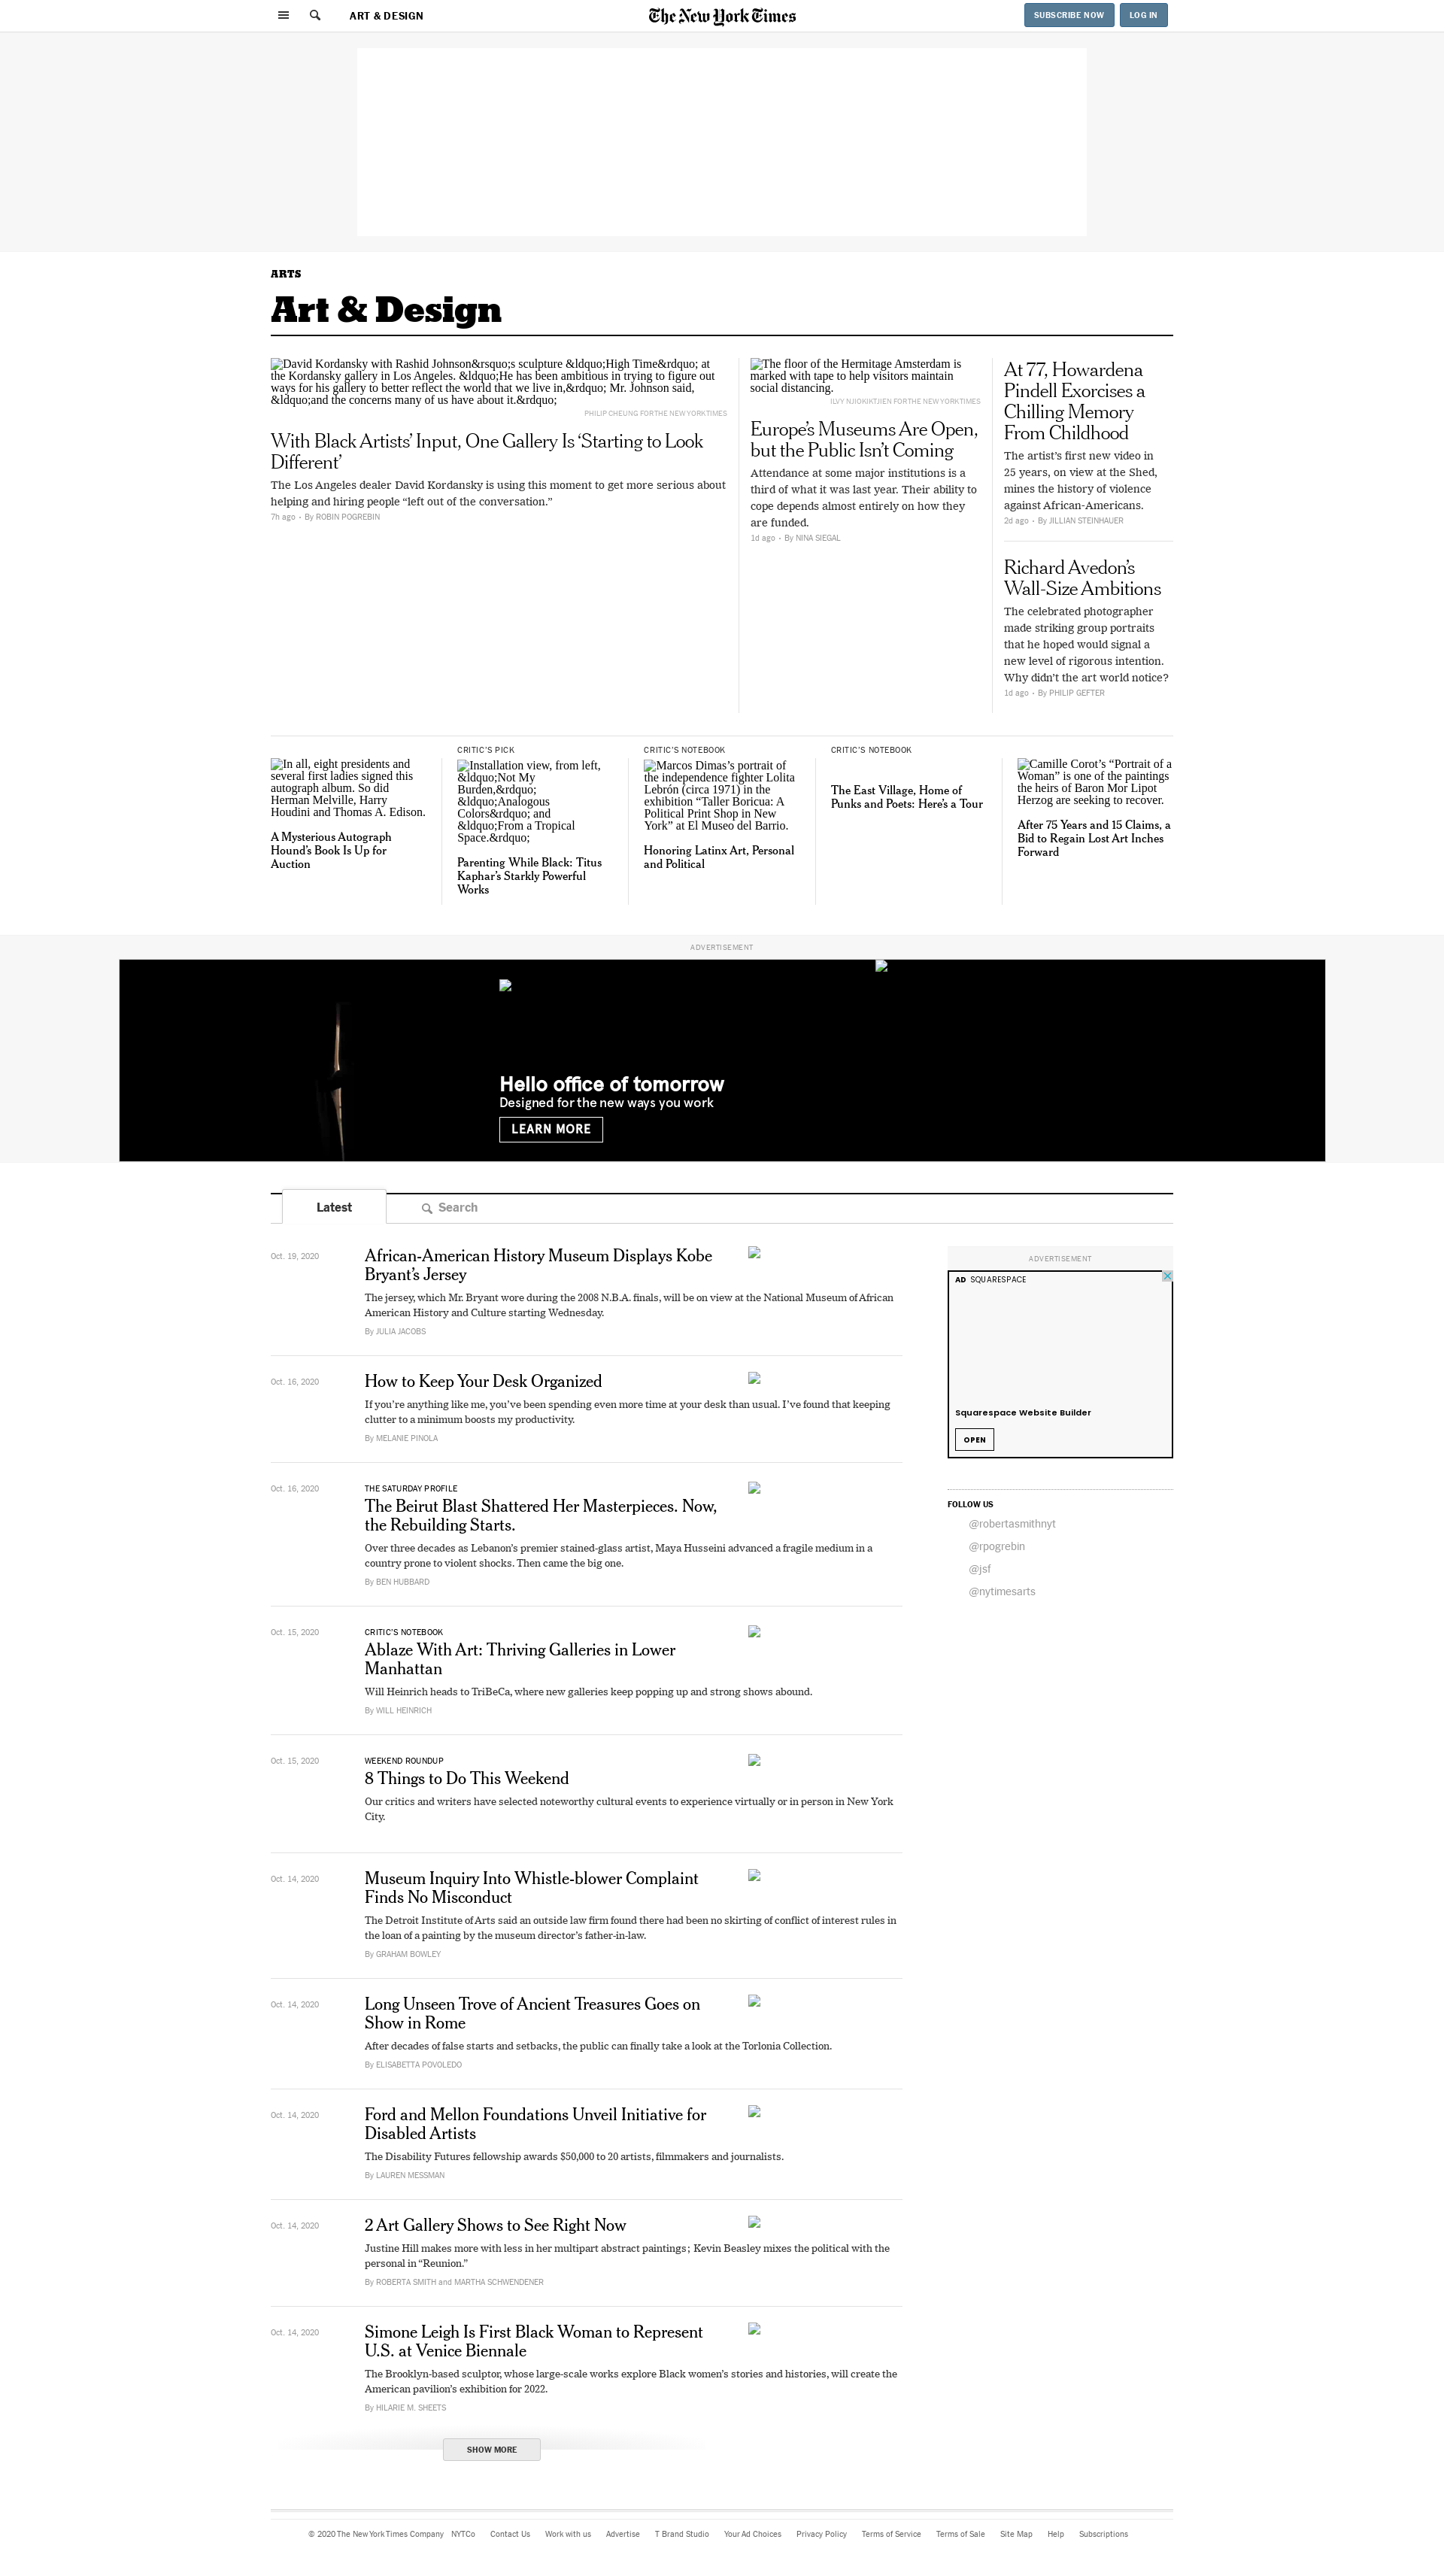 ART & DESIGN
The New York Times
SUBSCRIBE NOW
LOG IN
ARTS
Art & Design
David Kordansky with Rashid Johnson&rsquo;s sculpture &ldquo;High Time&rdquo; at
the Kordansky gallery in Los Angeles. &ldquo;He has been ambitious in trying to figure out
ways for his gallery to better reflect the world that we live in,&rdquo; Mr. Johnson said,
&ldquo;and the concerns many of us have about it.&rdquo;
PHILIP CHEUNG FOR THE NEW YORK TIMES
With Black Artists’ Input, One Gallery Is ‘Starting to Look
Different’
The Los Angeles dealer David Kordansky is using this moment to get more serious about
helping and hiring people “left out of the conversation.”
7h ago - By ROBIN POGREBIN
The floor of the Hermitage Amsterdam is
marked with tape to help visitors maintain
social distancing.
ILVY NJIOKIKTJIEN FOR THE NEW YORK TIMES
Europe’s Museums Are Open,
but the Public Isn’t Coming
Attendance at some major institutions is a
third of what it was last year. Their ability to
cope depends almost entirely on how they
are funded.
1d ago - By NINA SIEGAL
At 77, Howardena
Pindell Exorcises a
Chilling Memory
From Childhood
The artist’s first new video in
25 years, on view at the Shed,
mines the history of violence
against African-Americans.
2d ago - By JILLIAN STEINHAUER
Richard Avedon’s
Wall-Size Ambitions
The celebrated photographer
made striking group portraits
that he hoped would signal a
new level of rigorous intention.
Why didn’t the art world notice?
1d ago - By PHILIP GEFTER
In all, eight presidents and
several first ladies signed this
autograph album. So did
Herman Melville, Harry
Houdini and Thomas A. Edison.
A Mysterious Autograph
Hound’s Book Is Up for
Auction
CRITIC’S PICK
Installation view, from left,
&ldquo;Not My
Burden,&rdquo;
&ldquo;Analogous
Colors&rdquo; and
&ldquo;From a Tropical
Space.&rdquo;
Parenting While Black: Titus
Kaphar’s Starkly Powerful
Works
CRITIC’S NOTEBOOK
Marcos Dimas’s portrait of
the independence fighter Lolita
Lebrón (circa 1971) in the
exhibition “Taller Boricua: A
Political Print Shop in New
York” at El Museo del Barrio.
Honoring Latinx Art, Personal
and Political
CRITIC’S NOTEBOOK
The East Village, Home of
Punks and Poets: Here’s a Tour
Camille Corot’s “Portrait of a
Woman” is one of the paintings
the heirs of Baron Mor Lipot
Herzog are seeking to recover.
After 75 Years and 15 Claims, a
Bid to Regain Lost Art Inches
Forward
ADVERTISEMENT
Hello office of tomorrow
Designed for the new ways you work
LEARN MORE
Latest
Search
Oct. 19, 2020
African-American History Museum Displays Kobe
Bryant’s Jersey
The jersey, which Mr. Bryant wore during the 2008 N.B.A. finals, will be on view at the National Museum of African
American History and Culture starting Wednesday.
By JULIA JACOBS
Oct. 16, 2020
How to Keep Your Desk Organized
If you’re anything like me, you’ve been spending even more time at your desk than usual. I’ve found that keeping
clutter to a minimum boosts my productivity.
By MELANIE PINOLA
Oct. 16, 2020
THE SATURDAY PROFILE
The Beirut Blast Shattered Her Masterpieces. Now,
the Rebuilding Starts.
Over three decades as Lebanon’s premier stained-glass artist, Maya Husseini advanced a fragile medium in a
country prone to violent shocks. Then came the big one.
By BEN HUBBARD
Oct. 15, 2020
CRITIC’S NOTEBOOK
Ablaze With Art: Thriving Galleries in Lower
Manhattan
Will Heinrich heads to TriBeCa, where new galleries keep popping up and strong shows abound.
By WILL HEINRICH
Oct. 15, 2020
WEEKEND ROUNDUP
8 Things to Do This Weekend
Our critics and writers have selected noteworthy cultural events to experience virtually or in person in New York
City.
Oct. 14, 2020
Museum Inquiry Into Whistle-blower Complaint
Finds No Misconduct
The Detroit Institute of Arts said an outside law firm found there had been no skirting of conflict of interest rules in
the loan of a painting by the museum director’s father-in-law.
By GRAHAM BOWLEY
Oct. 14, 2020
Long Unseen Trove of Ancient Treasures Goes on
Show in Rome
After decades of false starts and setbacks, the public can finally take a look at the Torlonia Collection.
By ELISABETTA POVOLEDO
Oct. 14, 2020
Ford and Mellon Foundations Unveil Initiative for
Disabled Artists
The Disability Futures fellowship awards $50,000 to 20 artists, filmmakers and journalists.
By LAUREN MESSMAN
Oct. 14, 2020
2 Art Gallery Shows to See Right Now
Justine Hill makes more with less in her multipart abstract paintings; Kevin Beasley mixes the political with the
personal in “Reunion.”
By ROBERTA SMITH and MARTHA SCHWENDENER
Oct. 14, 2020
Simone Leigh Is First Black Woman to Represent
U.S. at Venice Biennale
The Brooklyn-based sculptor, whose large-scale works explore Black women’s stories and histories, will create the
American pavilion’s exhibition for 2022.
By HILARIE M. SHEETS
SHOW MORE
ADVERTISEMENT
AD SQUARESPACE
Squarespace Website Builder
OPEN
FOLLOW US
@robertasmithnyt
@rpogrebin
@jsf
@nytimesarts
© 2020 The New York Times Company NYTCo Contact Us Work with us Advertise T Brand Studio Your Ad Choices Privacy Policy Terms of Service Terms of Sale Site Map Help Subscriptions